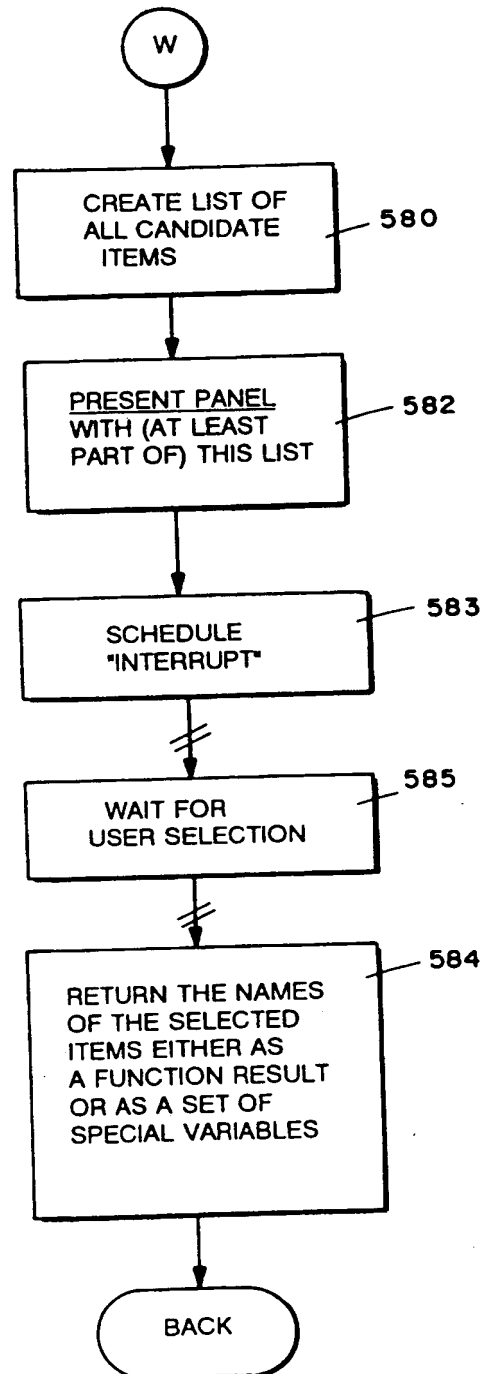 W
CREATE LIST OF
ALL CANDIDATE
ITEMS
580
PRESENT PANEL
WITH (AT LEAST
PART OF) THIS LIST
582
SCHEDULE
"INTERRUPT"
583
WAIT FOR
USER SELECTION
585
RETURN THE NAMES
OF THE SELECTED
ITEMS EITHER AS
A FUNCTION RESULT
OR AS A SET OF
SPECIAL VARIABLES
584
BACK